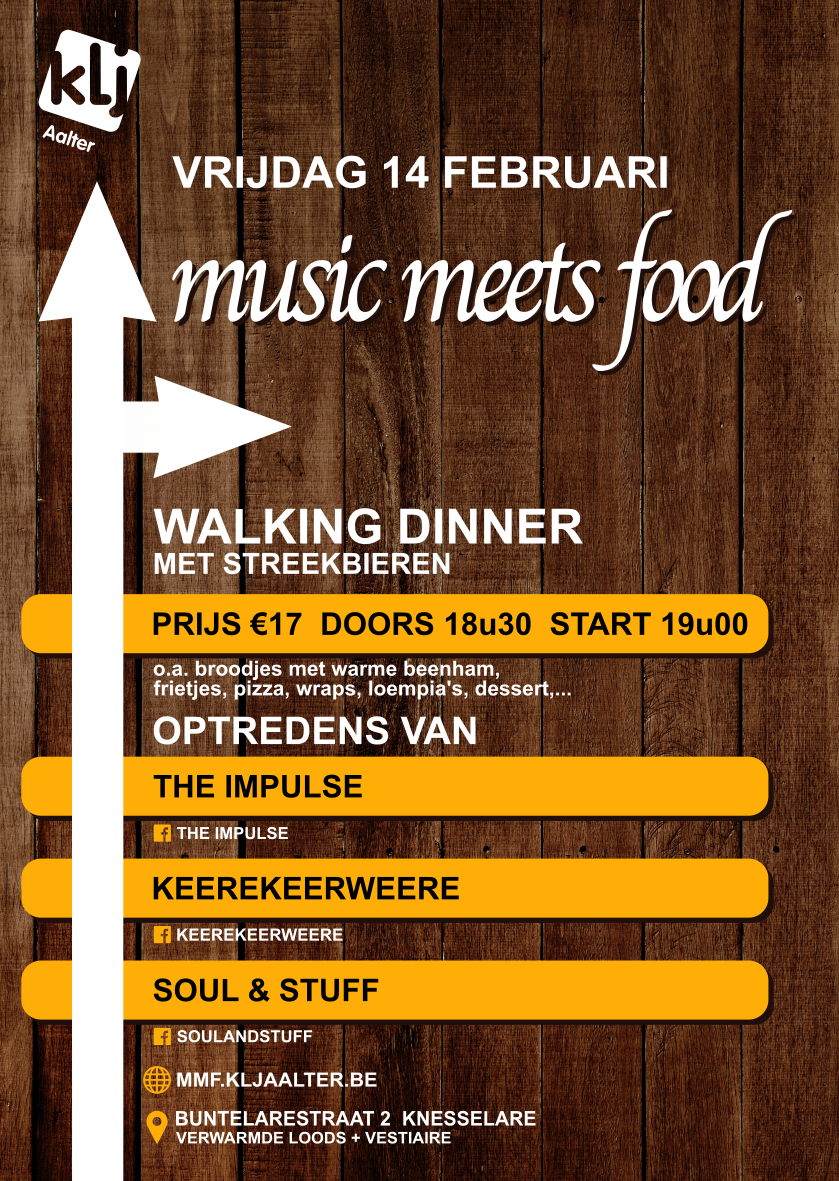 klj
Aalter
VRIJDAG 14 FEBRUARI
music meets food
WALKING DINNER
MET STREEKBIEREN
PRIJS €17 DOORS 18u30 START 19u00
o.a. broodjes met warme beenham,
frietjes, pizza, wraps, loempia's, dessert,...
OPTREDENS VAN
THE IMPULSE
THE IMPULSE
KEEREKEERWEERE
KEEREKEERWEERE
SOUL & STUFF
SOULANDSTUFF
MMF.KLJAALTER.BE
BUNTELARESTRAAT 2 KNESSELARE
VERWARMDE LOODS + VESTIAIRE